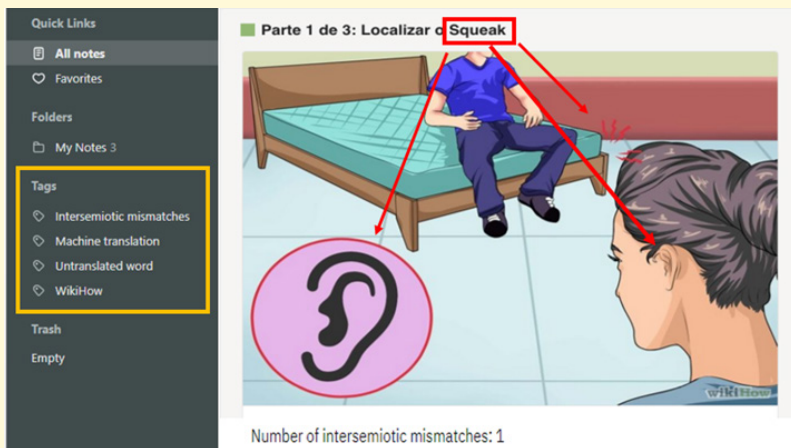 Quick Links
All notes
Favorites
Folders
My Notes 3
Tags
Intersemiotic mismatches
Machine translation
Untranslated word
WikiHow
Trash
Empty
Parte 1 de 3: Localizar o Squeak
wikiHow
Number of intersemiotic mismatches: 1